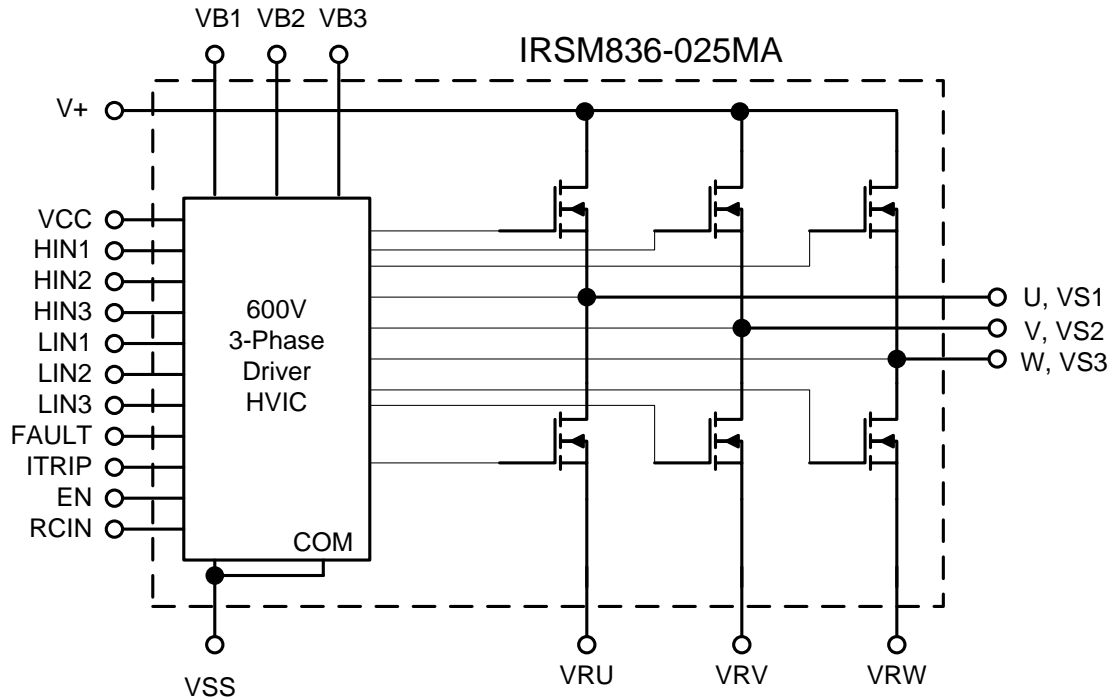 VB1 VB2 VB3
IRSM836-025MA
V+
VCC
HIN1
HIN2
HIN3
LIN1
LIN2
LIN3
FAULT
ITRIP
EN
RCIN
600V
3-Phase
Driver
HVIC
COM
U, VS1
V, VS2
W, VS3
VSS
VRU VRV VRW